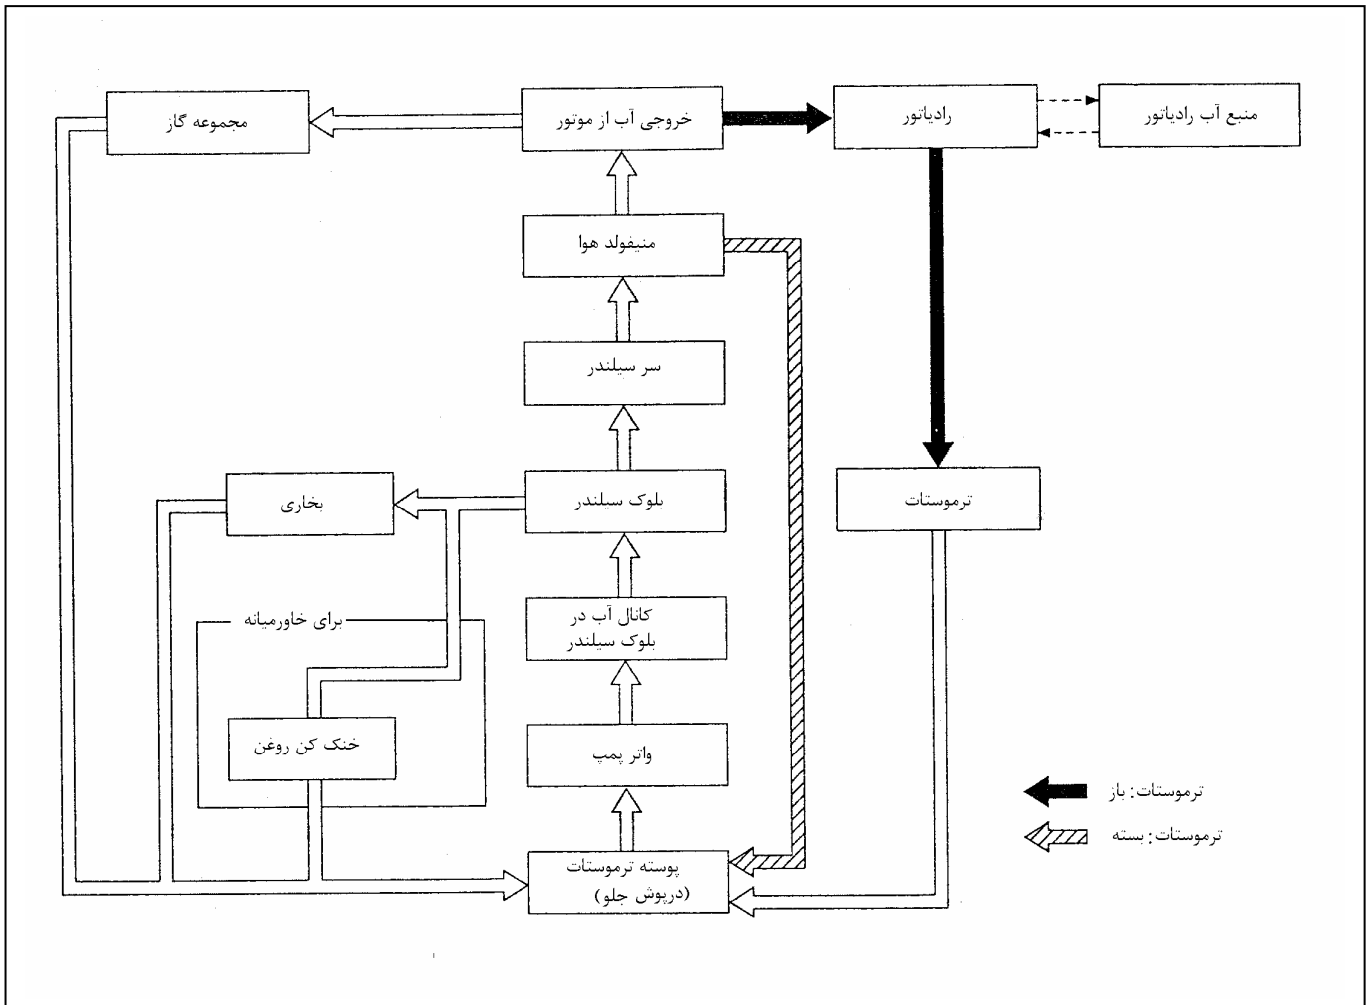 منبع آب رادیاتور
رادیاتور
خروجی آب از موتور
مجموعه گاز
منیفولد هوا
سر سیلندر
ترموستات
بلوک سیلندر
بخاری
کانال آب در
بلوک سیلندر
برای خاورمیانه
واتر پمپ
خنک کن روغن
ترموستات: باز
ترموستات: بسته
پوسته ترموستات
(درپوش جلو)